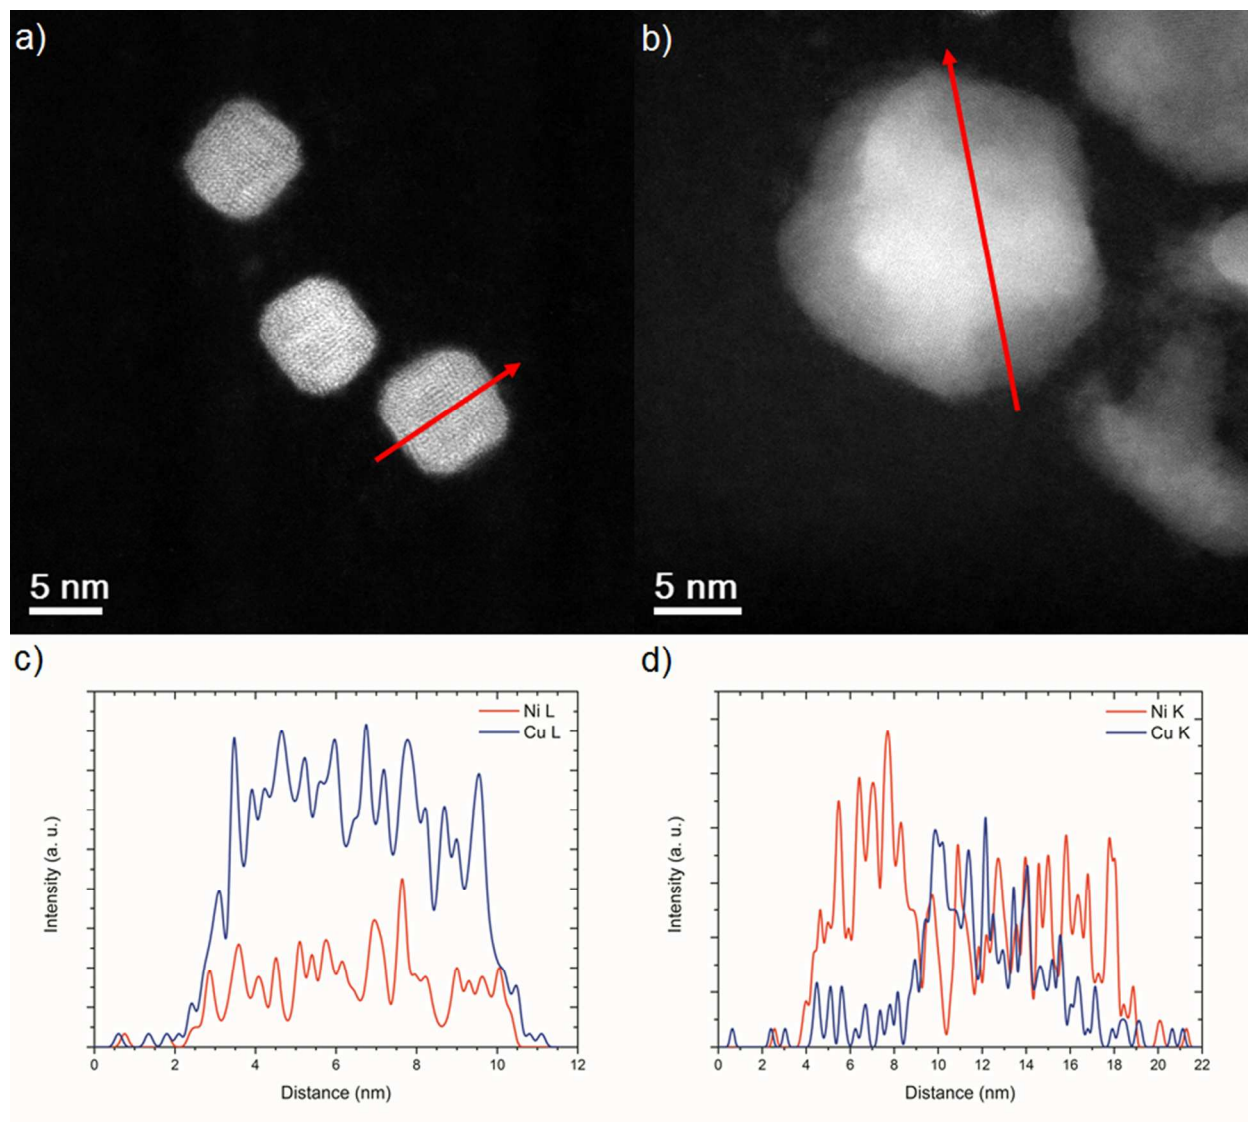 a)
b)
5 nm
5 nm
c)
d)
Ni L
Cu L
Intensity (a. u.)
0 2 4 6 8 10 12
Distance (nm)
Ni K
Cu K
Intensity (a. u.)
0 2 4 6 8 10 12 14 16 18 20 22
Distance (nm)